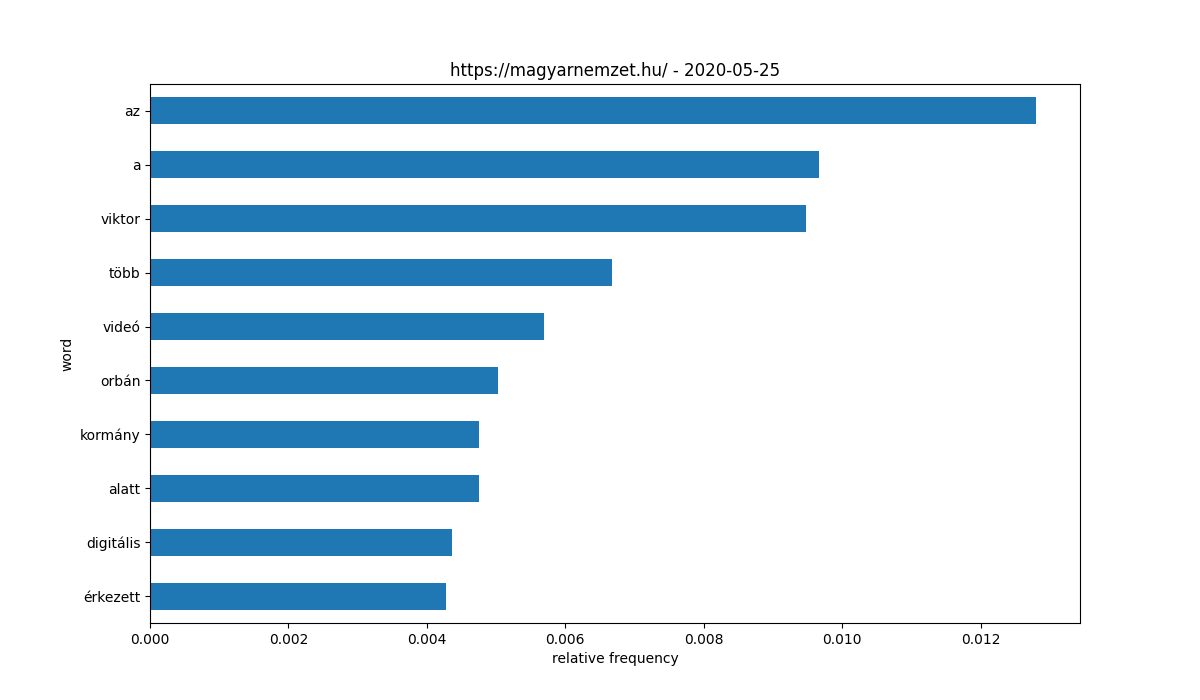 https://magyarnemzet.hu/ - 2020-05-25
az
a
viktor
több
videó
orbán
kormány
alatt
digitális
érkezett
word
0.000 0.002 0.004 0.006 0.008 0.010 0.012
relative frequency